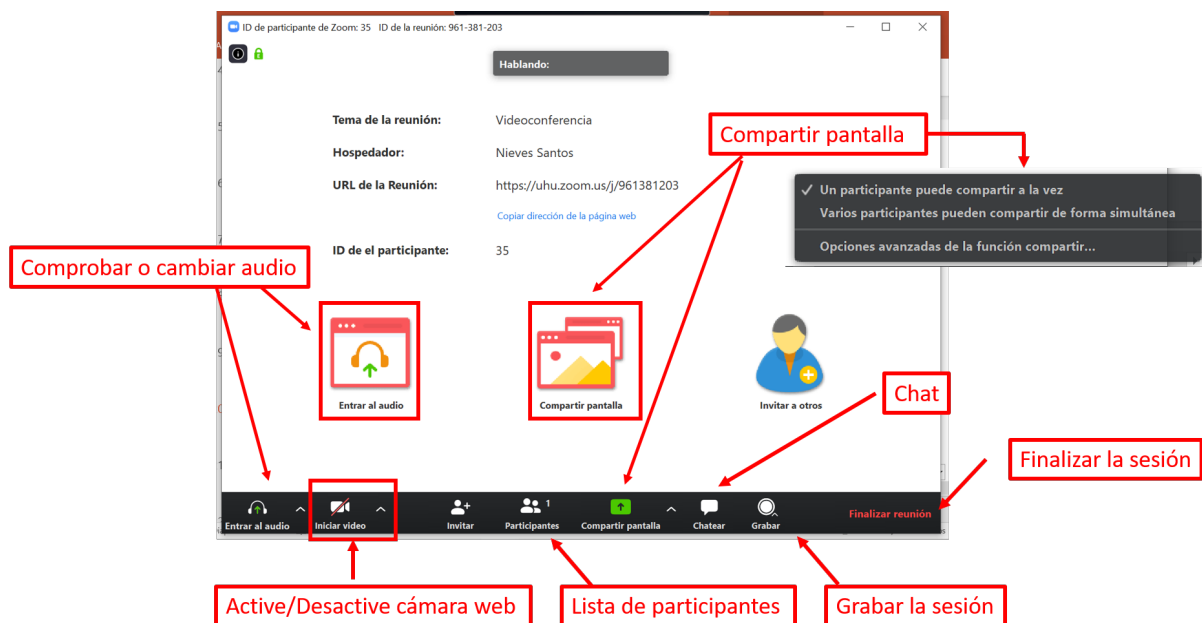 ID de participante de Zoom: 35 ID de la reunión: 961-381-203
Hablando:
Tema de la reunión: Videoconferencia
Compartir pantalla
Hospedador: Nieves Santos
URL de la Reunión: https://uhu.zoom.us/j/961381203
✓ Un participante puede compartir a la vez
Varios participantes pueden compartir de forma simultánea
Opciones avanzadas de la función compartir...
Copiar dirección de la página web
ID de el participante: 35
Comprobar o cambiar audio
Entrar al audio
Compartir pantalla
Invitar a otros
Chat
Finalizar la sesión
1
Entrar al audio
Iniciar video
Invitar
Participantes
Compartir pantalla
Chatear
Grabar
Finalizar reunión
Active/Desactive cámara web
Lista de participantes
Grabar la sesión